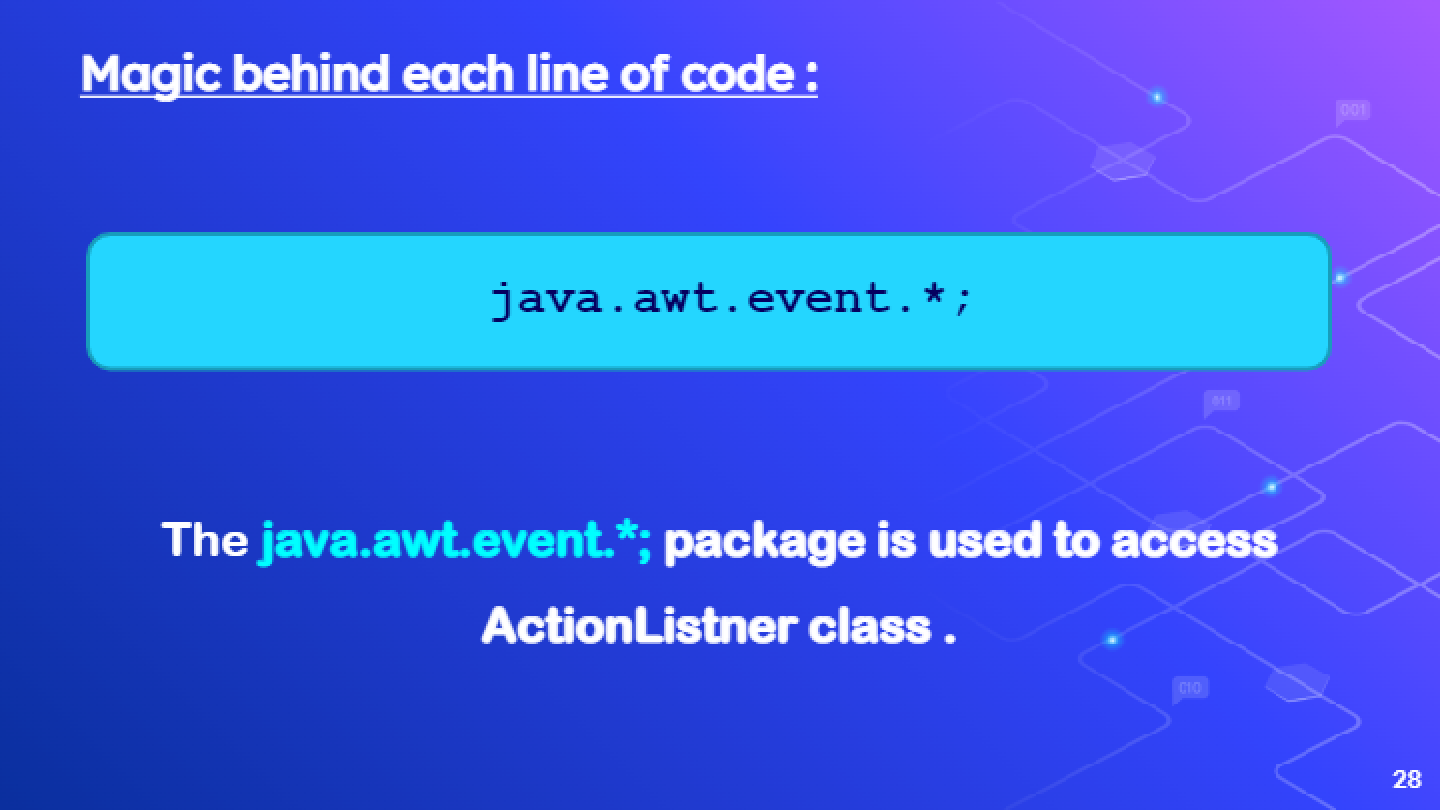 Magic behind each line of code :
001
java.awt.event.*;
011
The java.awt.event.*; package is used to access
ActionListner class .
010
28